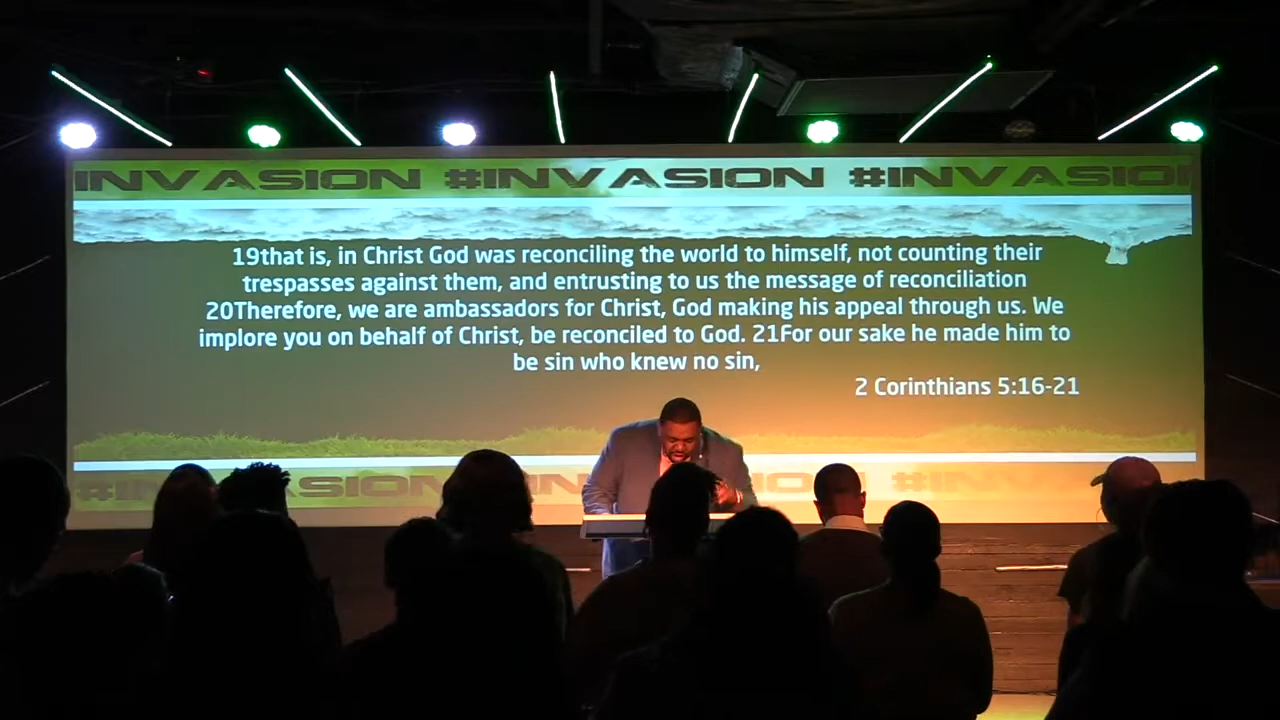 INVASION #INVASION #INVASION
19that is, in Christ God was reconciling the world to himself, not counting their
trespasses against them, and entrusting to us the message of reconciliation
20Therefore, we are ambassadors for Christ, God making his appeal through us. We
implore you on behalf of Christ, be reconciled to God. 21For our sake he made him to
be sin who knew no sin,
2 Corinthians 5:16-21